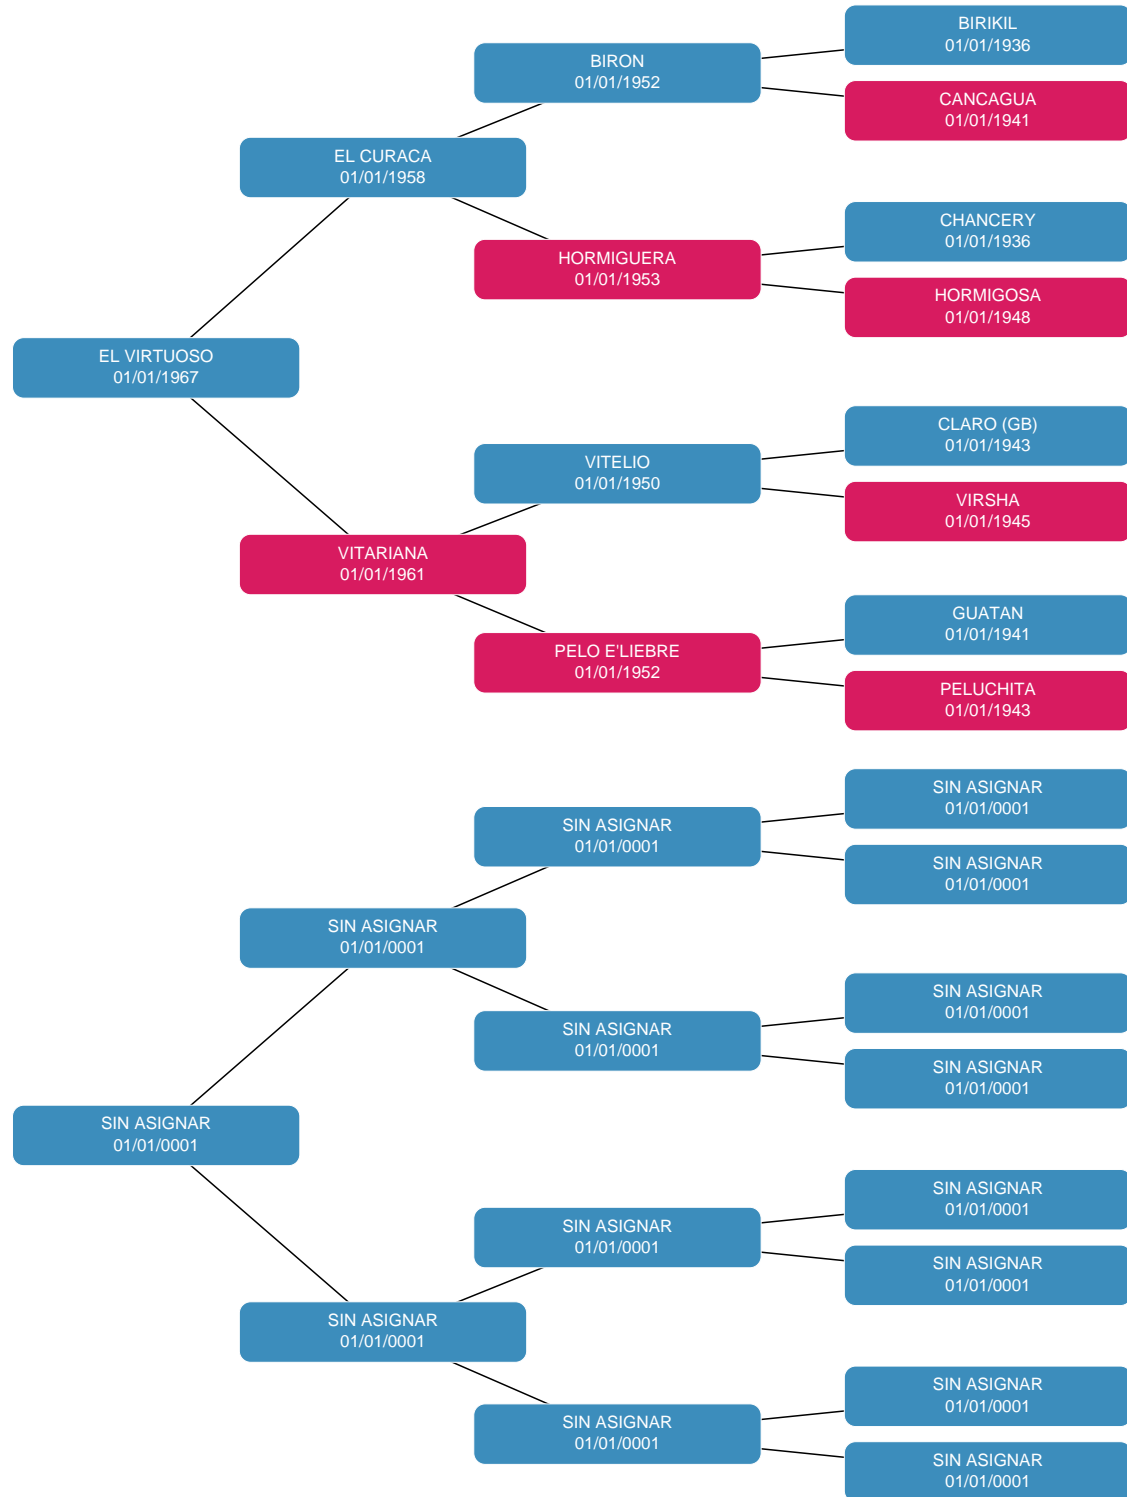 BIRIKIL
01/01/1936
BIRON
01/01/1952
CANCAGUA
01/01/1941
EL CURACA
01/01/1958
CHANCERY
01/01/1936
HORMIGUERA
01/01/1953
HORMIGOSA
01/01/1948
EL VIRTUOSO
01/01/1967
CLARO (GB)
01/01/1943
VITELIO
01/01/1950
VIRSHA
01/01/1945
VITARIANA
01/01/1961
GUATAN
01/01/1941
PELO E'LIEBRE
01/01/1952
PELUCHITA
01/01/1943
SIN ASIGNAR
01/01/0001
SIN ASIGNAR
01/01/0001
SIN ASIGNAR
01/01/0001
SIN ASIGNAR
01/01/0001
SIN ASIGNAR
01/01/0001
SIN ASIGNAR
01/01/0001
SIN ASIGNAR
01/01/0001
SIN ASIGNAR
01/01/0001
SIN ASIGNAR
01/01/0001
SIN ASIGNAR
01/01/0001
SIN ASIGNAR
01/01/0001
SIN ASIGNAR
01/01/0001
SIN ASIGNAR
01/01/0001
SIN ASIGNAR
01/01/0001
SIN ASIGNAR
01/01/0001